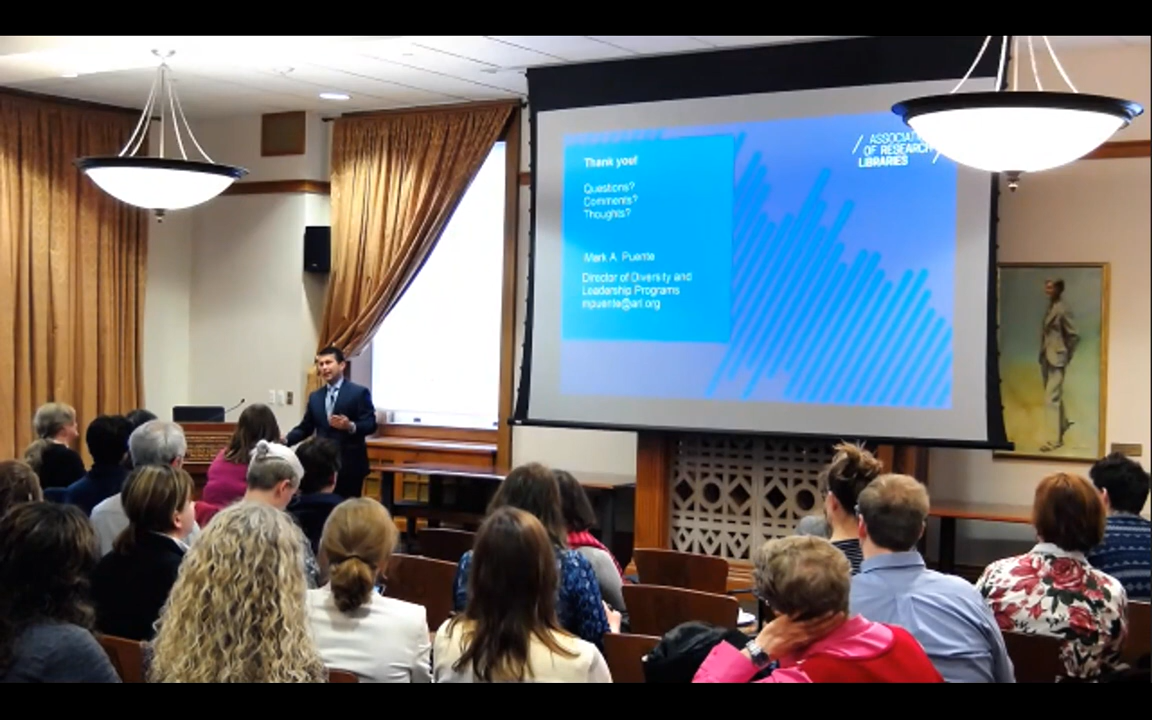 Thank you!
Questions?
Comments?
Thoughts?
Mark A. Puente
Director of Diversity and
Leadership Programs
mpuente@arl.org
/ ASSOCIATI
OF RESEARCH
LIBRARIES /